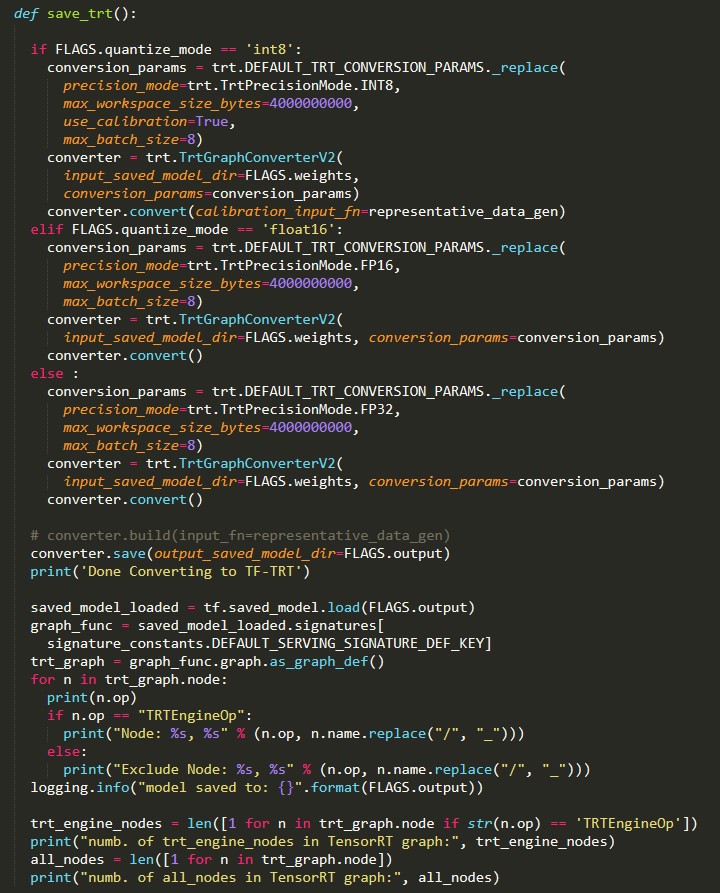 def save_trt():
if FLAGS.quantize_mode == 'int8':
conversion_params = trt.DEFAULT_TRT_CONVERSION_PARAMS._replace(
precision_mode=trt.TrtPrecisionMode.INT8,
max_workspace_size_bytes=4000000000,
use_calibration=True,
max_batch_size=8)
converter = trt.TrtGraphConverterV2(
input_saved_model_dir=FLAGS.weights,
conversion_params=conversion_params)
converter.convert(calibration_input_fn=representative_data_gen)
elif FLAGS.quantize_mode == 'float16':
conversion_params = trt.DEFAULT_TRT_CONVERSION_PARAMS._replace(
precision_mode=trt.TrtPrecisionMode.FP16,
max_workspace_size_bytes=4000000000,
max_batch_size=8)
converter = trt.TrtGraphConverterV2(
input_saved_model_dir=FLAGS.weights, conversion_params=conversion_params)
converter.convert()
else :
conversion_params = trt.DEFAULT_TRT_CONVERSION_PARAMS._replace(
precision_mode=trt.TrtPrecisionMode.FP32,
max_workspace_size_bytes=4000000000,
max_batch_size=8)
converter = trt.TrtGraphConverterV2(
input_saved_model_dir=FLAGS.weights, conversion_params=conversion_params)
converter.convert()
# converter.build(input_fn=representative_data_gen)
converter.save(output_saved_model_dir=FLAGS.output)
print('Done Converting to TF-TRT')
saved_model_loaded = tf.saved_model.load(FLAGS.output)
graph_func = saved_model_loaded.signatures[
signature_constants.DEFAULT_SERVING_SIGNATURE_DEF_KEY]
trt_graph = graph_func.graph.as_graph_def()
for n in trt_graph.node:
print(n.op)
if n.op == "TRTEngineOp":
print("Node: %s, %s" % (n.op, n.name.replace("/", "_")))
else:
print("Exclude Node: %s, %s" % (n.op, n.name.replace("/", "_")))
logging.info("model saved to: {}".format(FLAGS.output))
trt_engine_nodes = len([1 for n in trt_graph.node if str(n.op) == 'TRTEngineOp'])
print("numb. of trt_engine_nodes in TensorRT graph:", trt_engine_nodes)
all_nodes = len([1 for n in trt_graph.node])
print("numb. of all_nodes in TensorRT graph:", all_nodes)